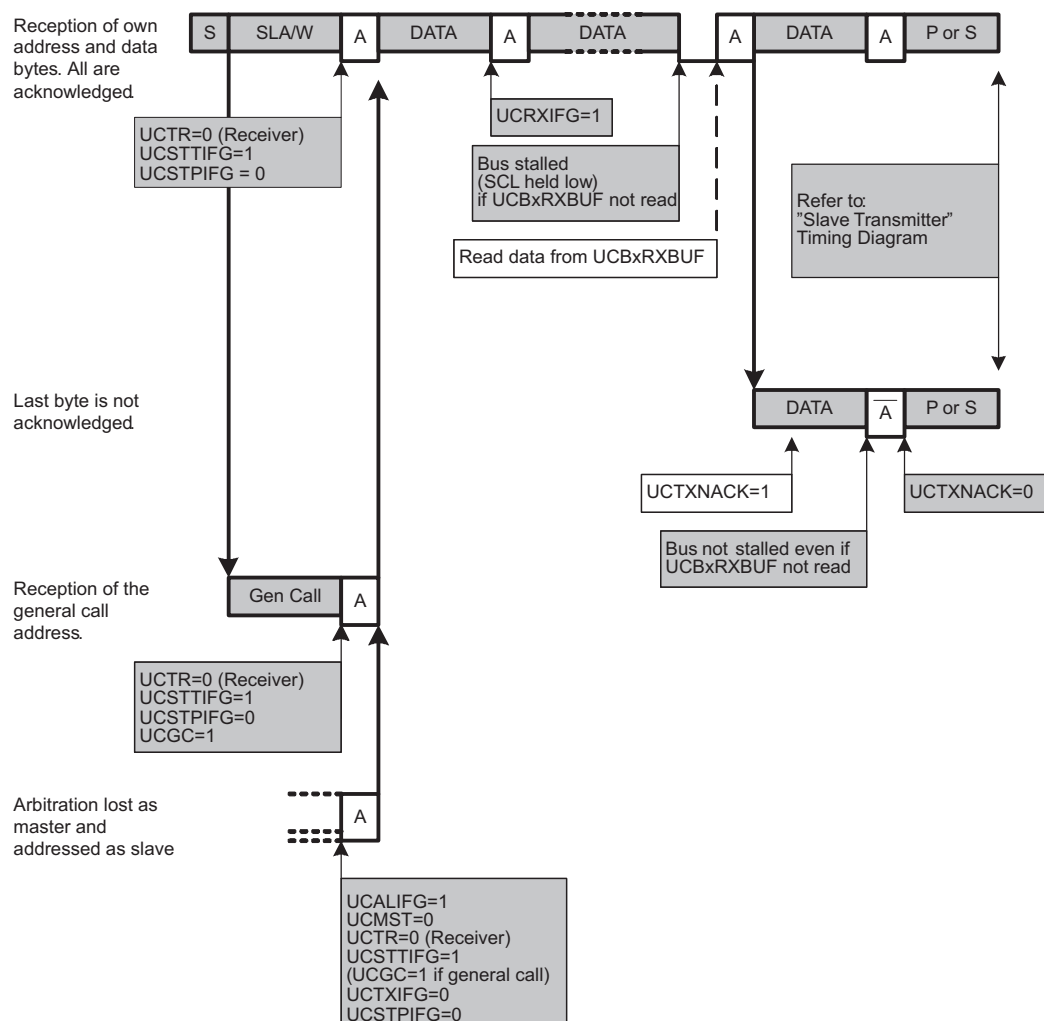 Reception of own
address and data
bytes. All are
acknowledged.
S
SLA/W
A
DATA
A
DATA
A
DATA
A
P or S
UCTR=0 (Receiver)
UCSTTIFG=1
UCSTPIFG = 0
UCRXIFG=1
Bus stalled
(SCL held low)
if UCBxRXBUF not read
Read data from UCBxRXBUF
Refer to:
”Slave Transmitter”
Timing Diagram
Last byte is not
acknowledged.
DATA
A
P or S
UCTXNACK=1
UCTXNACK=0
Bus not stalled even if
UCBxRXBUF not read
Reception of the
general call
address.
Gen Call
A
UCTR=0 (Receiver)
UCSTTIFG=1
UCSTPIFG=0
UCGC=1
Arbitration lost as
master and
addressed as slave
A
UCALIFG=1
UCMST=0
UCTR=0 (Receiver)
UCSTTIFG=1
(UCGC=1 if general call)
UCTXIFG=0
UCSTPIFG=0